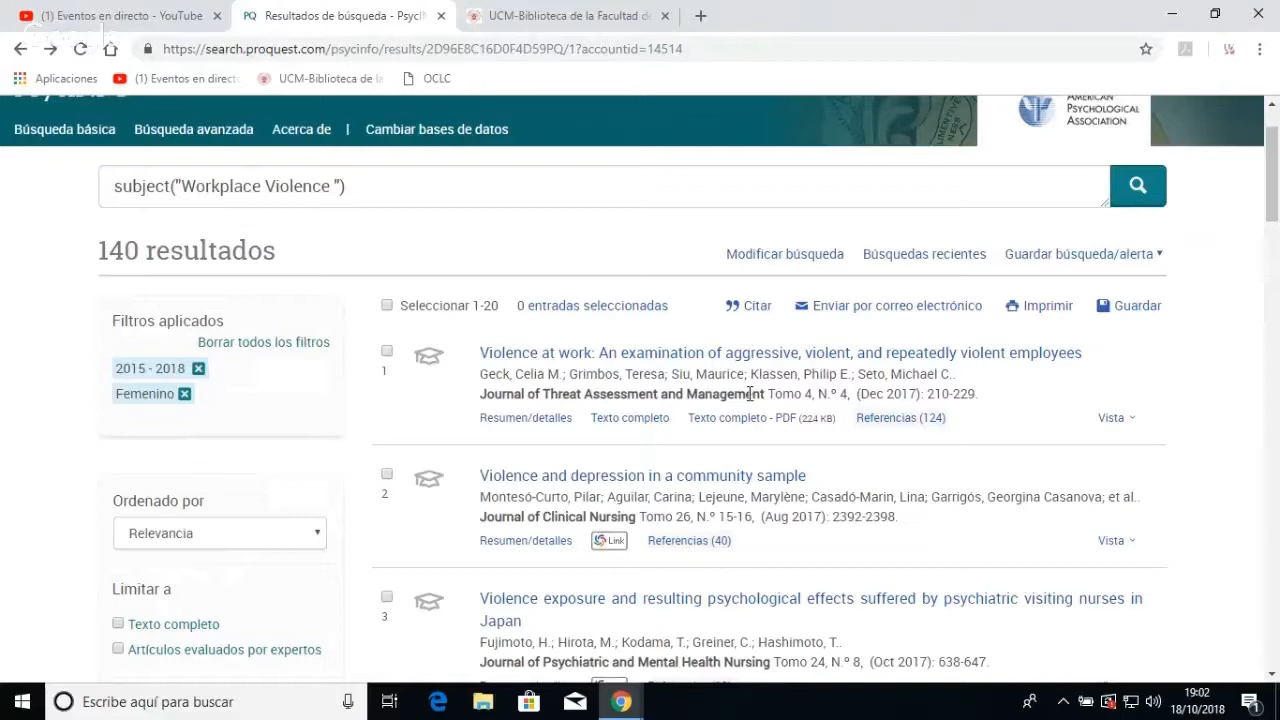 (1) Eventos en directo - YouTube
Resultados de búsqueda - PsycIN
UCM-Biblioteca de la Facultad de
https://search.proquest.com/psycinfo/results/2D96E8C16D0F4D59PQ/1?accountid=14514
Aplicaciones
(1) Eventos en direct
UCM-Biblioteca de la
OCLC
AMERICAN
PSYCHOLOGICAL
ASSOCIATION
Búsqueda básica
Búsqueda avanzada
Acerca de
|
Cambiar bases de datos
subject("Workplace Violence ")
140 resultados
Modificar búsqueda
Búsquedas recientes
Guardar búsqueda/alerta
Filtros aplicados
Borrar todos los filtros
2015 - 2018
Femenino
Ordenado por
Relevancia
Limitar a
Texto completo
Artículos evaluados por expertos
Seleccionar 1-20
0 entradas seleccionadas
Citar
Enviar por correo electrónico
Imprimir
Guardar
1
Violence at work: An examination of aggressive, violent, and repeatedly violent employees
Geck, Celia M.; Grimbos, Teresa; Siu, Maurice; Klassen, Philip E.; Seto, Michael C..
Journal of Threat Assessment and Management Tomo 4, N.º 4, (Dec 2017): 210-229.
Resumen/detalles
Texto completo
Texto completo - PDF (224 KB)
Referencias (124)
Vista
2
Violence and depression in a community sample
Montesó-Curto, Pilar; Aguilar, Carina; Lejeune, Marylène; Casadó-Marin, Lina; Garrigós, Georgina Casanova; et al..
Journal of Clinical Nursing Tomo 26, N.º 15-16, (Aug 2017): 2392-2398.
Resumen/detalles
Link
Referencias (40)
Vista
3
Violence exposure and resulting psychological effects suffered by psychiatric visiting nurses in
Japan
Fujimoto, H.; Hirota, M.; Kodama, T.; Greiner, C.; Hashimoto, T..
Journal of Psychiatric and Mental Health Nursing Tomo 24, N.º 8, (Oct 2017): 638-647.
Escribe aquí para buscar
19:02
18/10/2018
1